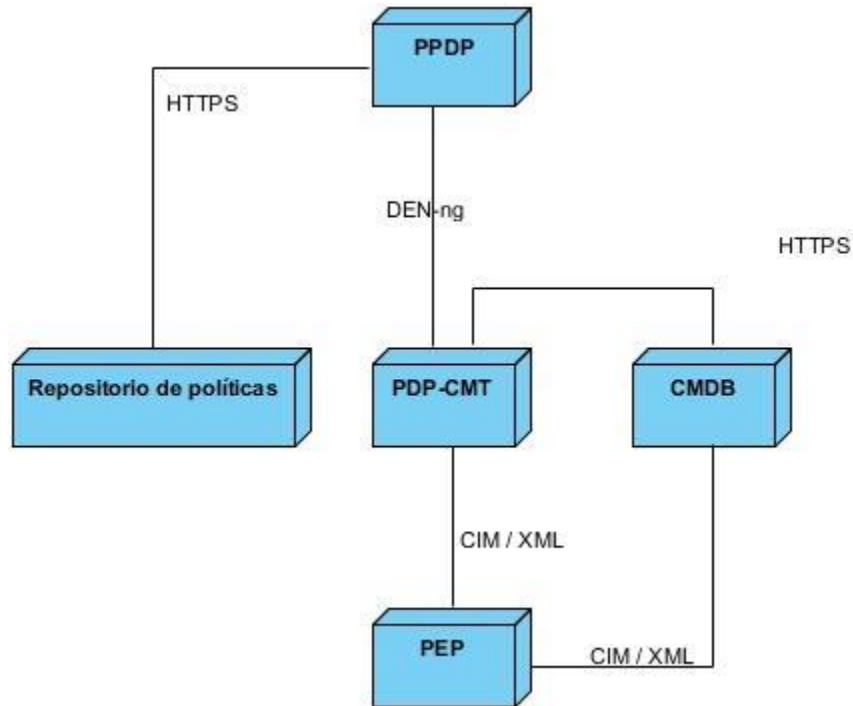 PPDP
HTTPS
DEN-ng
HTTPS
Repositorio de políticas
PDP-CMT
CMDB
CIM / XML
PEP
CIM / XML